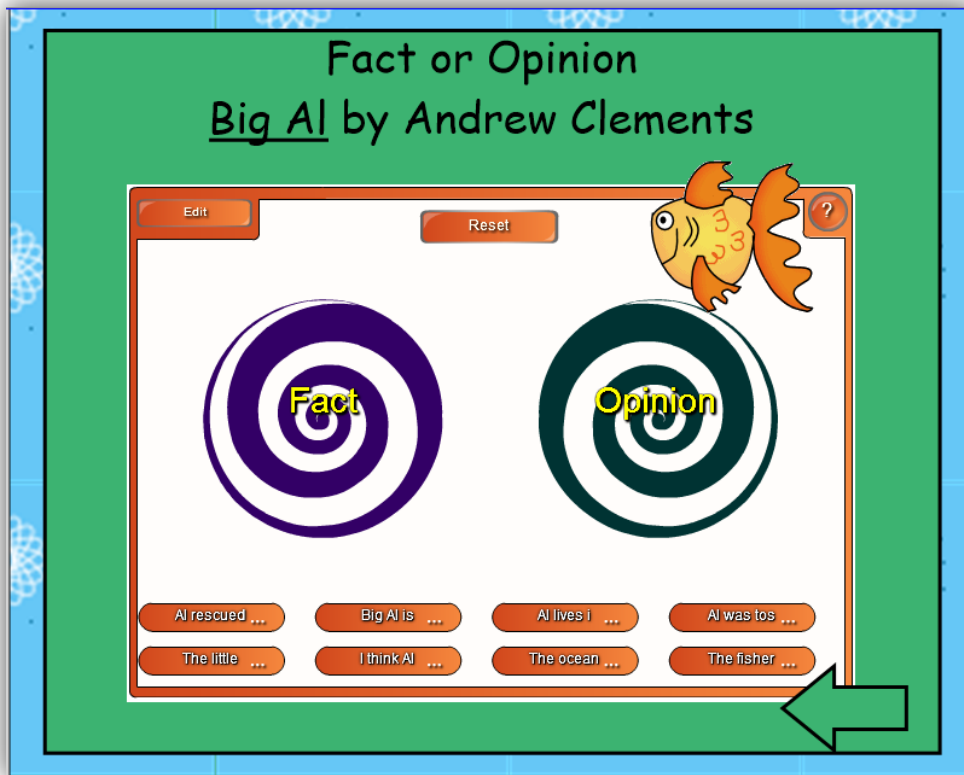 Fact or Opinion
Big Al by Andrew Clements
Edit
Reset
?
Fact
Opinion
Al rescued ...
Big Al is ...
Al lives i ...
Al was tos ...
The little ...
I think Al ...
The ocean ...
The fisher ...